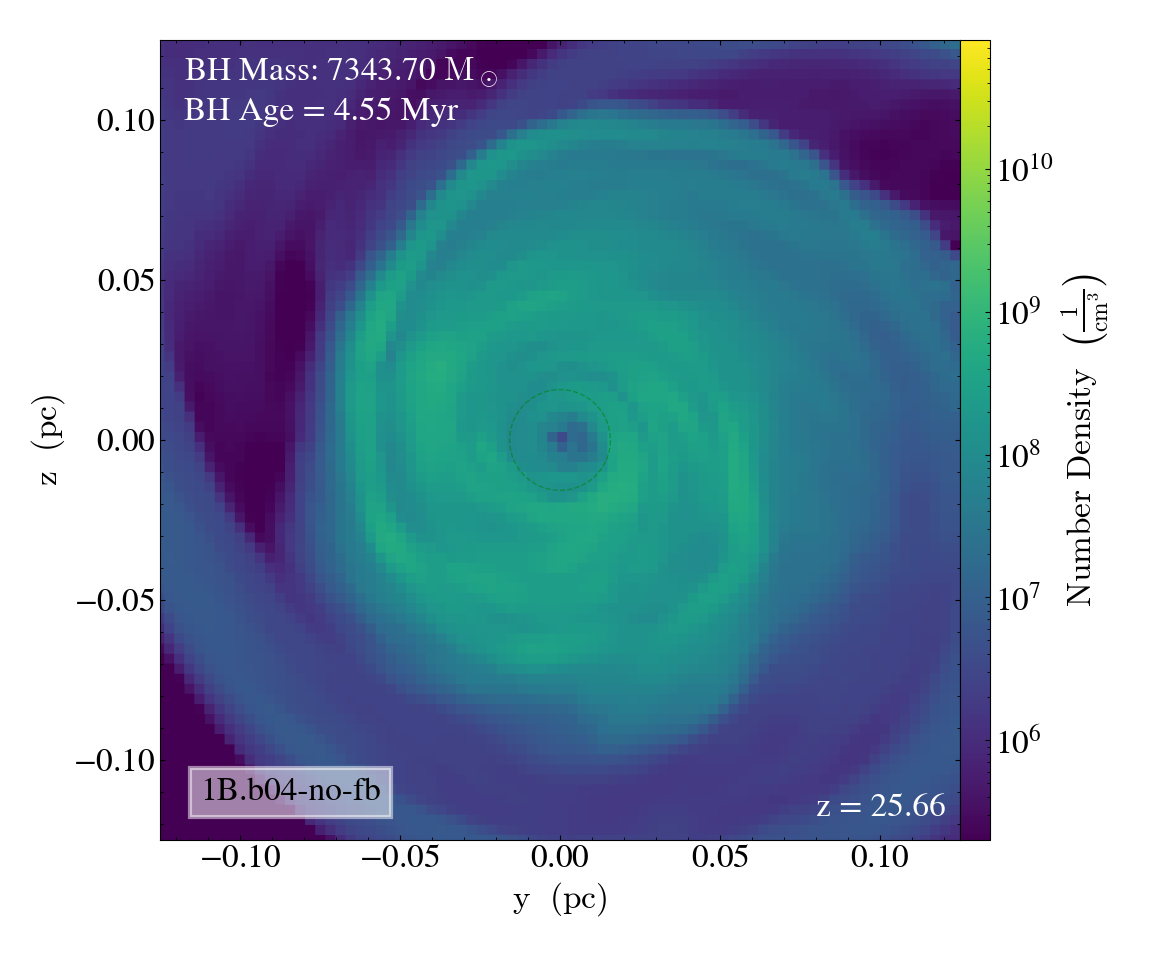 BH Mass: 7343.70 M☉
BH Age = 4.55 Myr
0.10
0.05
0.00
−0.05
−0.10
z (pc)
1B.b04-no-fb
z = 25.66
−0.10 −0.05 0.00 0.05 0.10
y (pc)
10¹⁰
10⁹
10⁸
10⁷
10⁶
Number Density (1/cm³)